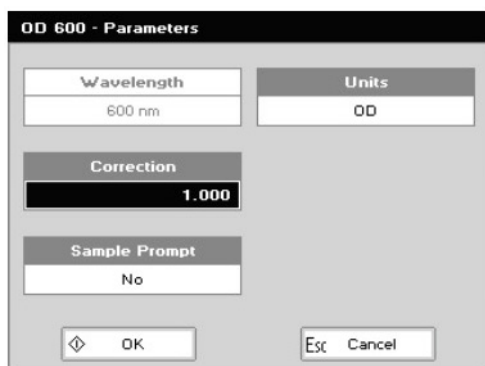 OD 600 - Parameters
Wavelength
600 nm
Units
OD
Correction
1.000
Sample Prompt
No
OK
Esc Cancel